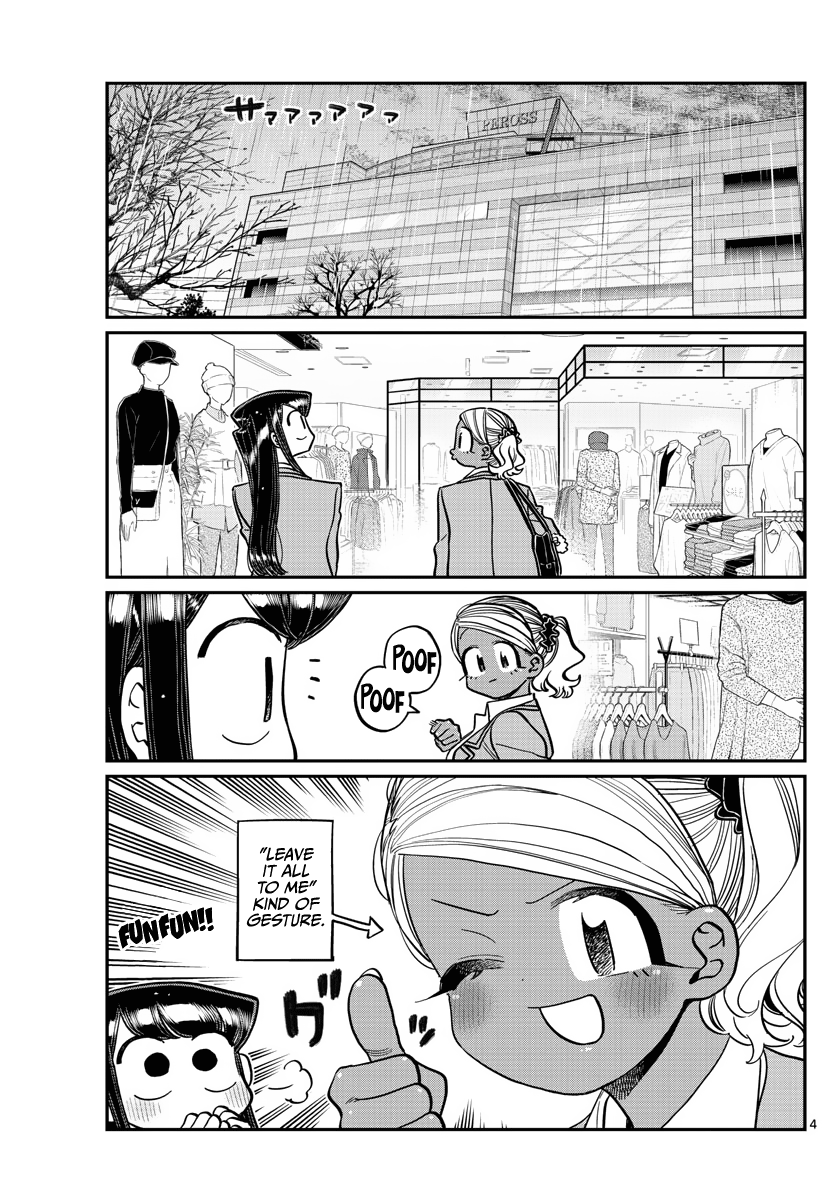 サァァァァァッ
PEROSS
POOF
POOF
"LEAVE
IT ALL
TO ME"
KIND OF
GESTURE.
FUNFUN!!
グッ
4